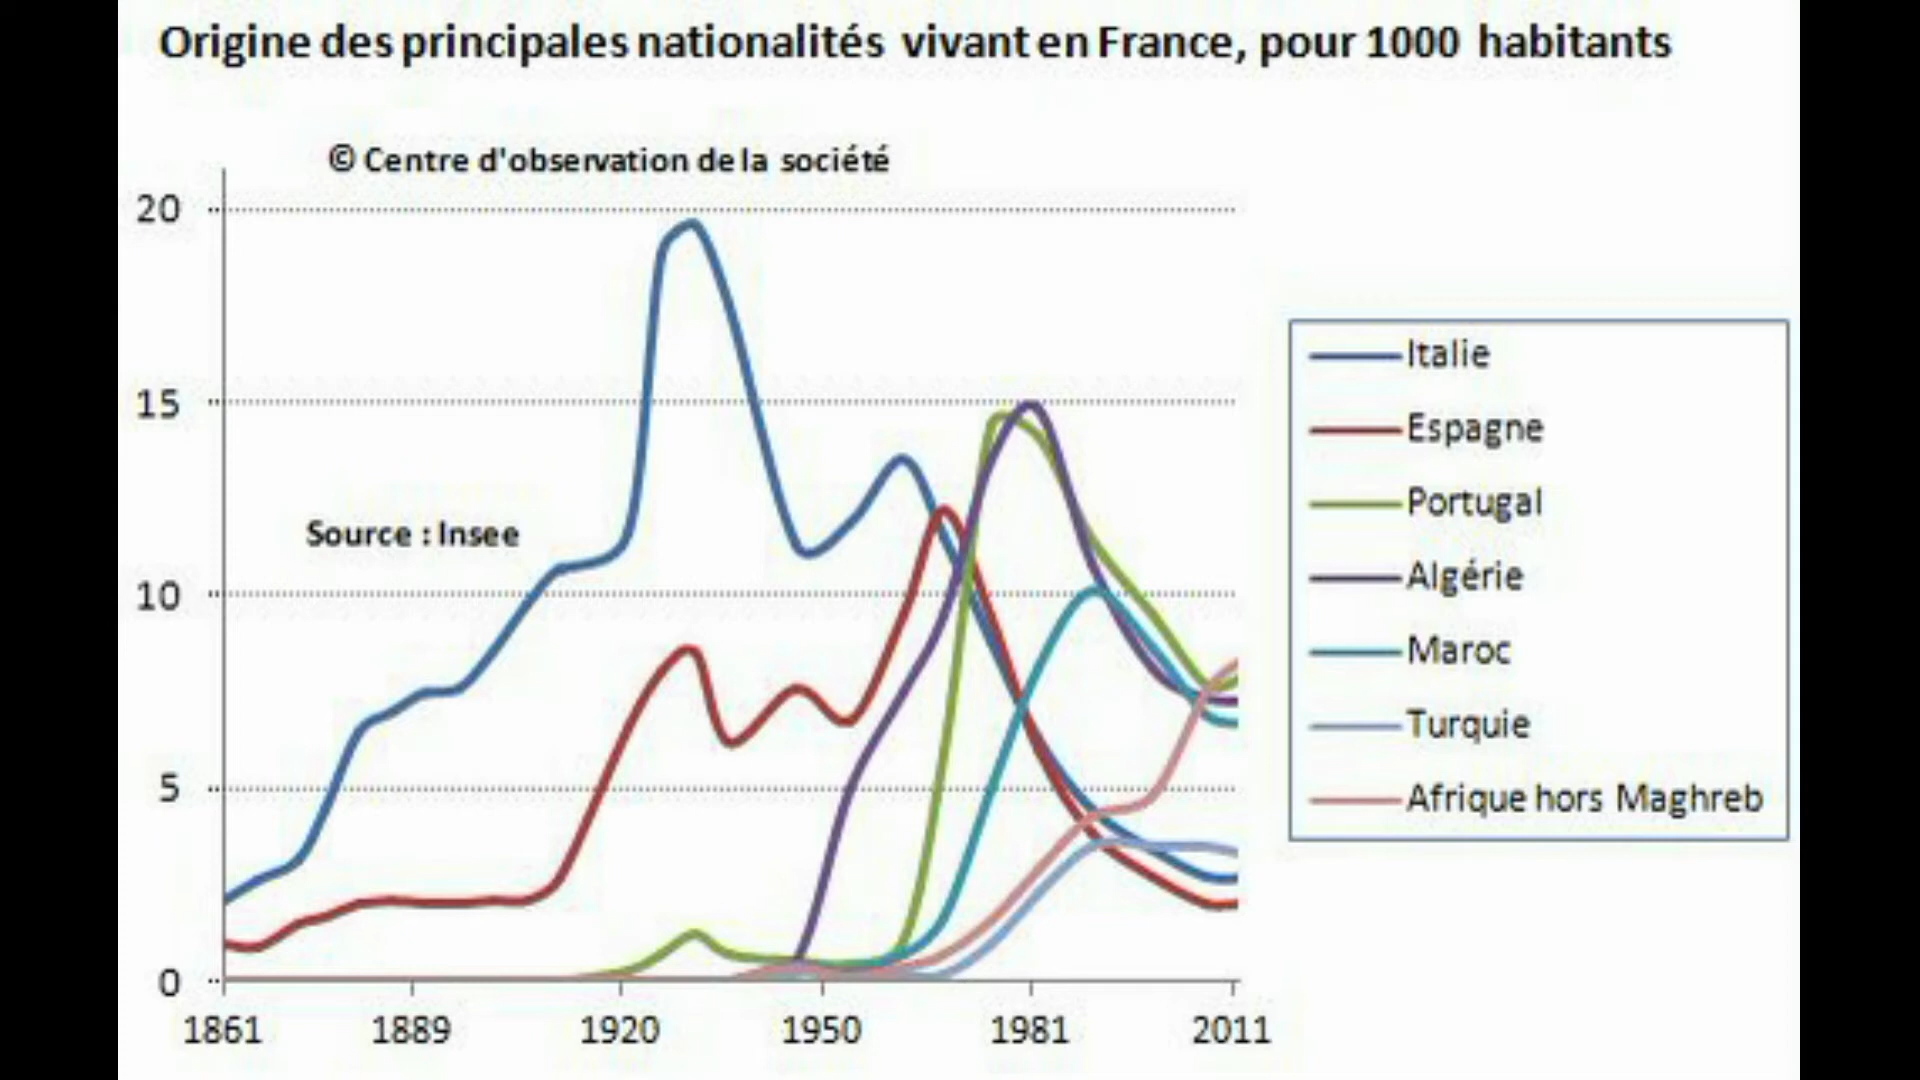 Origine des principales nationalités vivant en France, pour 1000 habitants
© Centre d'observation de la société
20
15
Source : Insee
10
5
0
1861 1889 1920 1950 1981 2011
Italie
Espagne
Portugal
Algérie
Maroc
Turquie
Afrique hors Maghreb